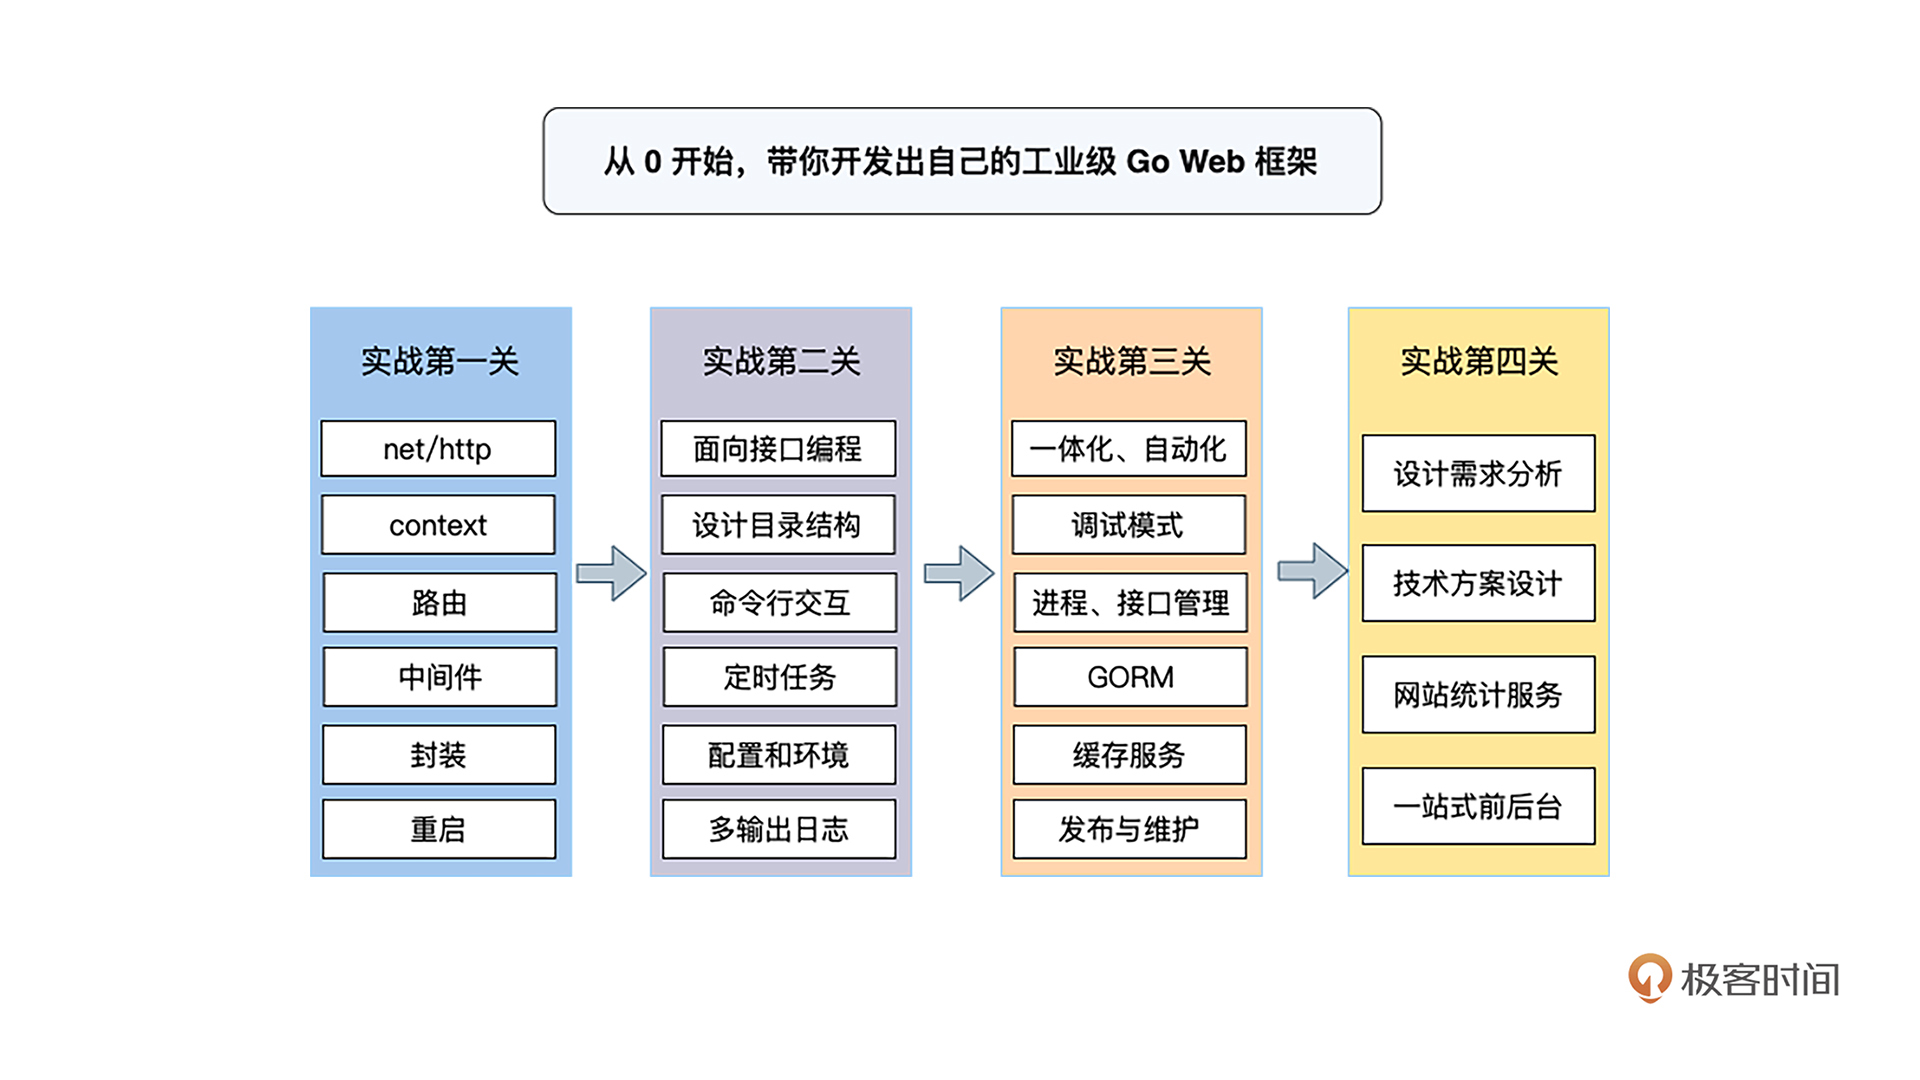 从 0 开始，带你开发出自己的工业级 Go Web 框架
实战第一关
net/http
context
路由
中间件
封装
重启
实战第二关
面向接口编程
设计目录结构
命令行交互
定时任务
配置和环境
多输出日志
实战第三关
一体化、自动化
调试模式
进程、接口管理
GORM
缓存服务
发布与维护
实战第四关
设计需求分析
技术方案设计
网站统计服务
一站式前后台
极客时间